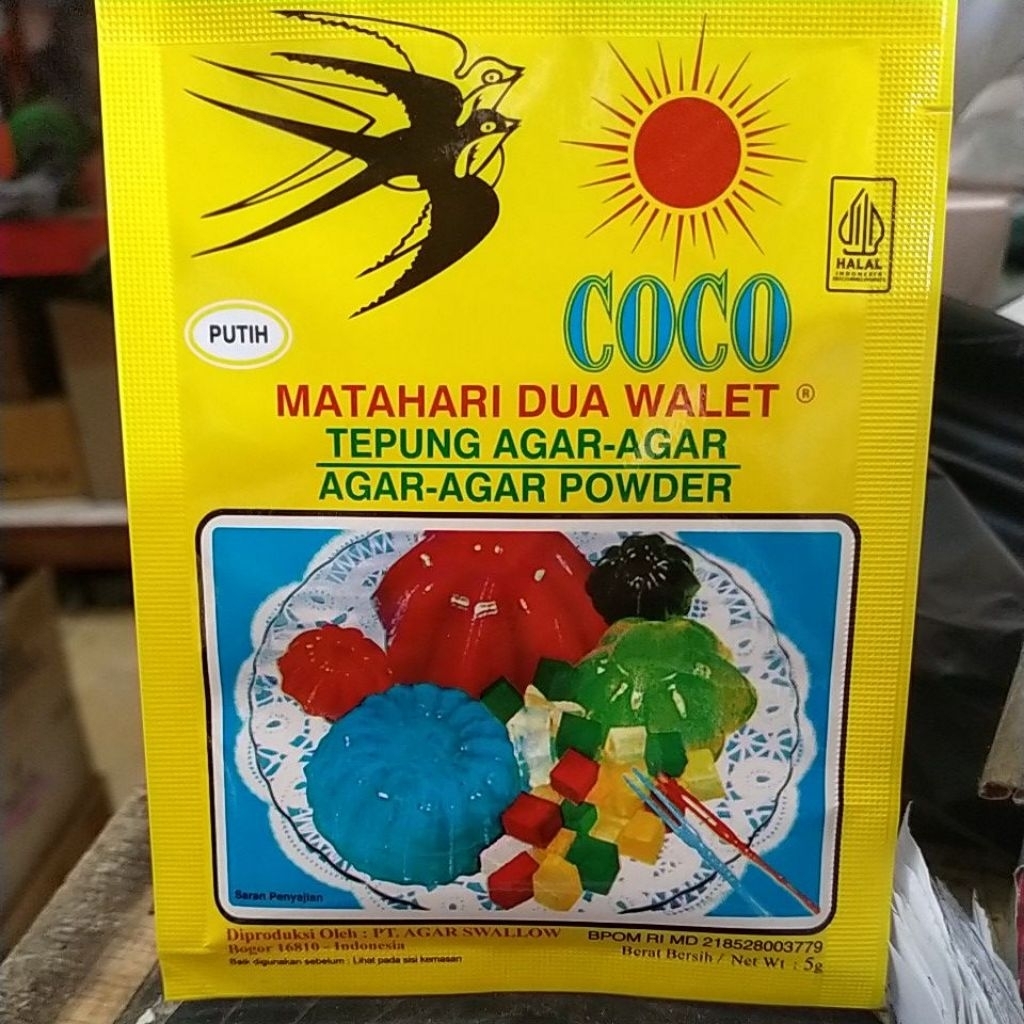 HALAL
INDONESIA
PUTIH
COCO
MATAHARI DUA WALET ®
TEPUNG AGAR-AGAR
AGAR-AGAR POWDER
Saran Penyajian
Diproduksi Oleh : PT. AGAR SWALLOW
Bogor 16810 - Indonesia
Baik digunakan sebelum : Lihat pada sisi kemasan
BPOM RI MD 218528003779
Berat Bersih / Net Wt : 5g